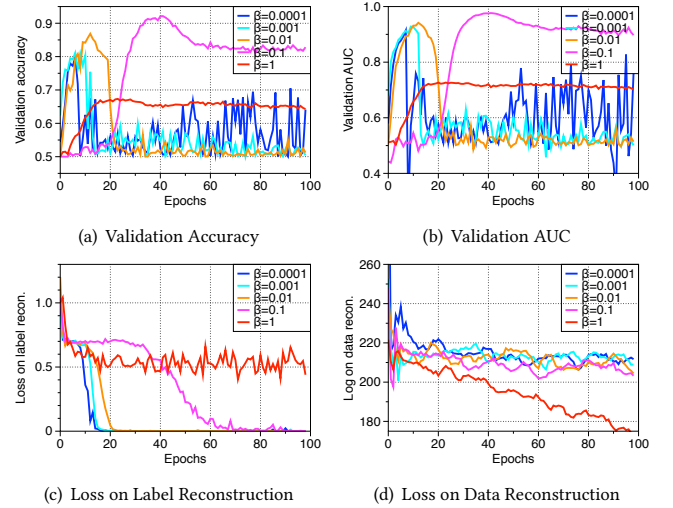 Validation accuracy
0.9
0.8
0.7
0.6
0.5
0 20 40 60 80 100
Epochs
β=0.0001
β=0.001
β=0.01
β=0.1
β=1
(a) Validation Accuracy
Validation AUC
1.0
0.8
0.6
0.4
0 20 40 60 80 100
Epochs
β=0.0001
β=0.001
β=0.01
β=0.1
β=1
(b) Validation AUC
Loss on label recon.
1.0
0.5
0
0 20 40 60 80 100
Epochs
β=0.0001
β=0.001
β=0.01
β=0.1
β=1
(c) Loss on Label Reconstruction
Log on data recon.
260
240
220
200
180
0 20 40 60 80 100
Epochs
β=0.0001
β=0.001
β=0.01
β=0.1
β=1
(d) Loss on Data Reconstruction